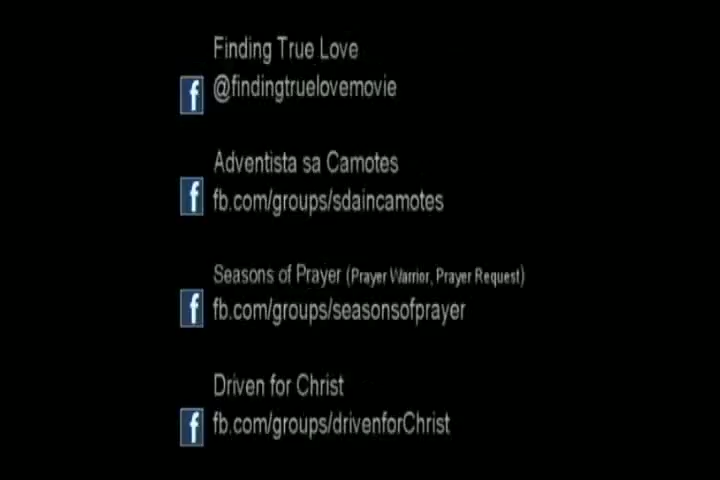 Finding True Love
@findingtruelovemovie
Adventista sa Camotes
fb.com/groups/sdaincamotes
Seasons of Prayer (Prayer Warrior, Prayer Request)
fb.com/groups/seasonsofprayer
Driven for Christ
fb.com/groups/drivenforChrist